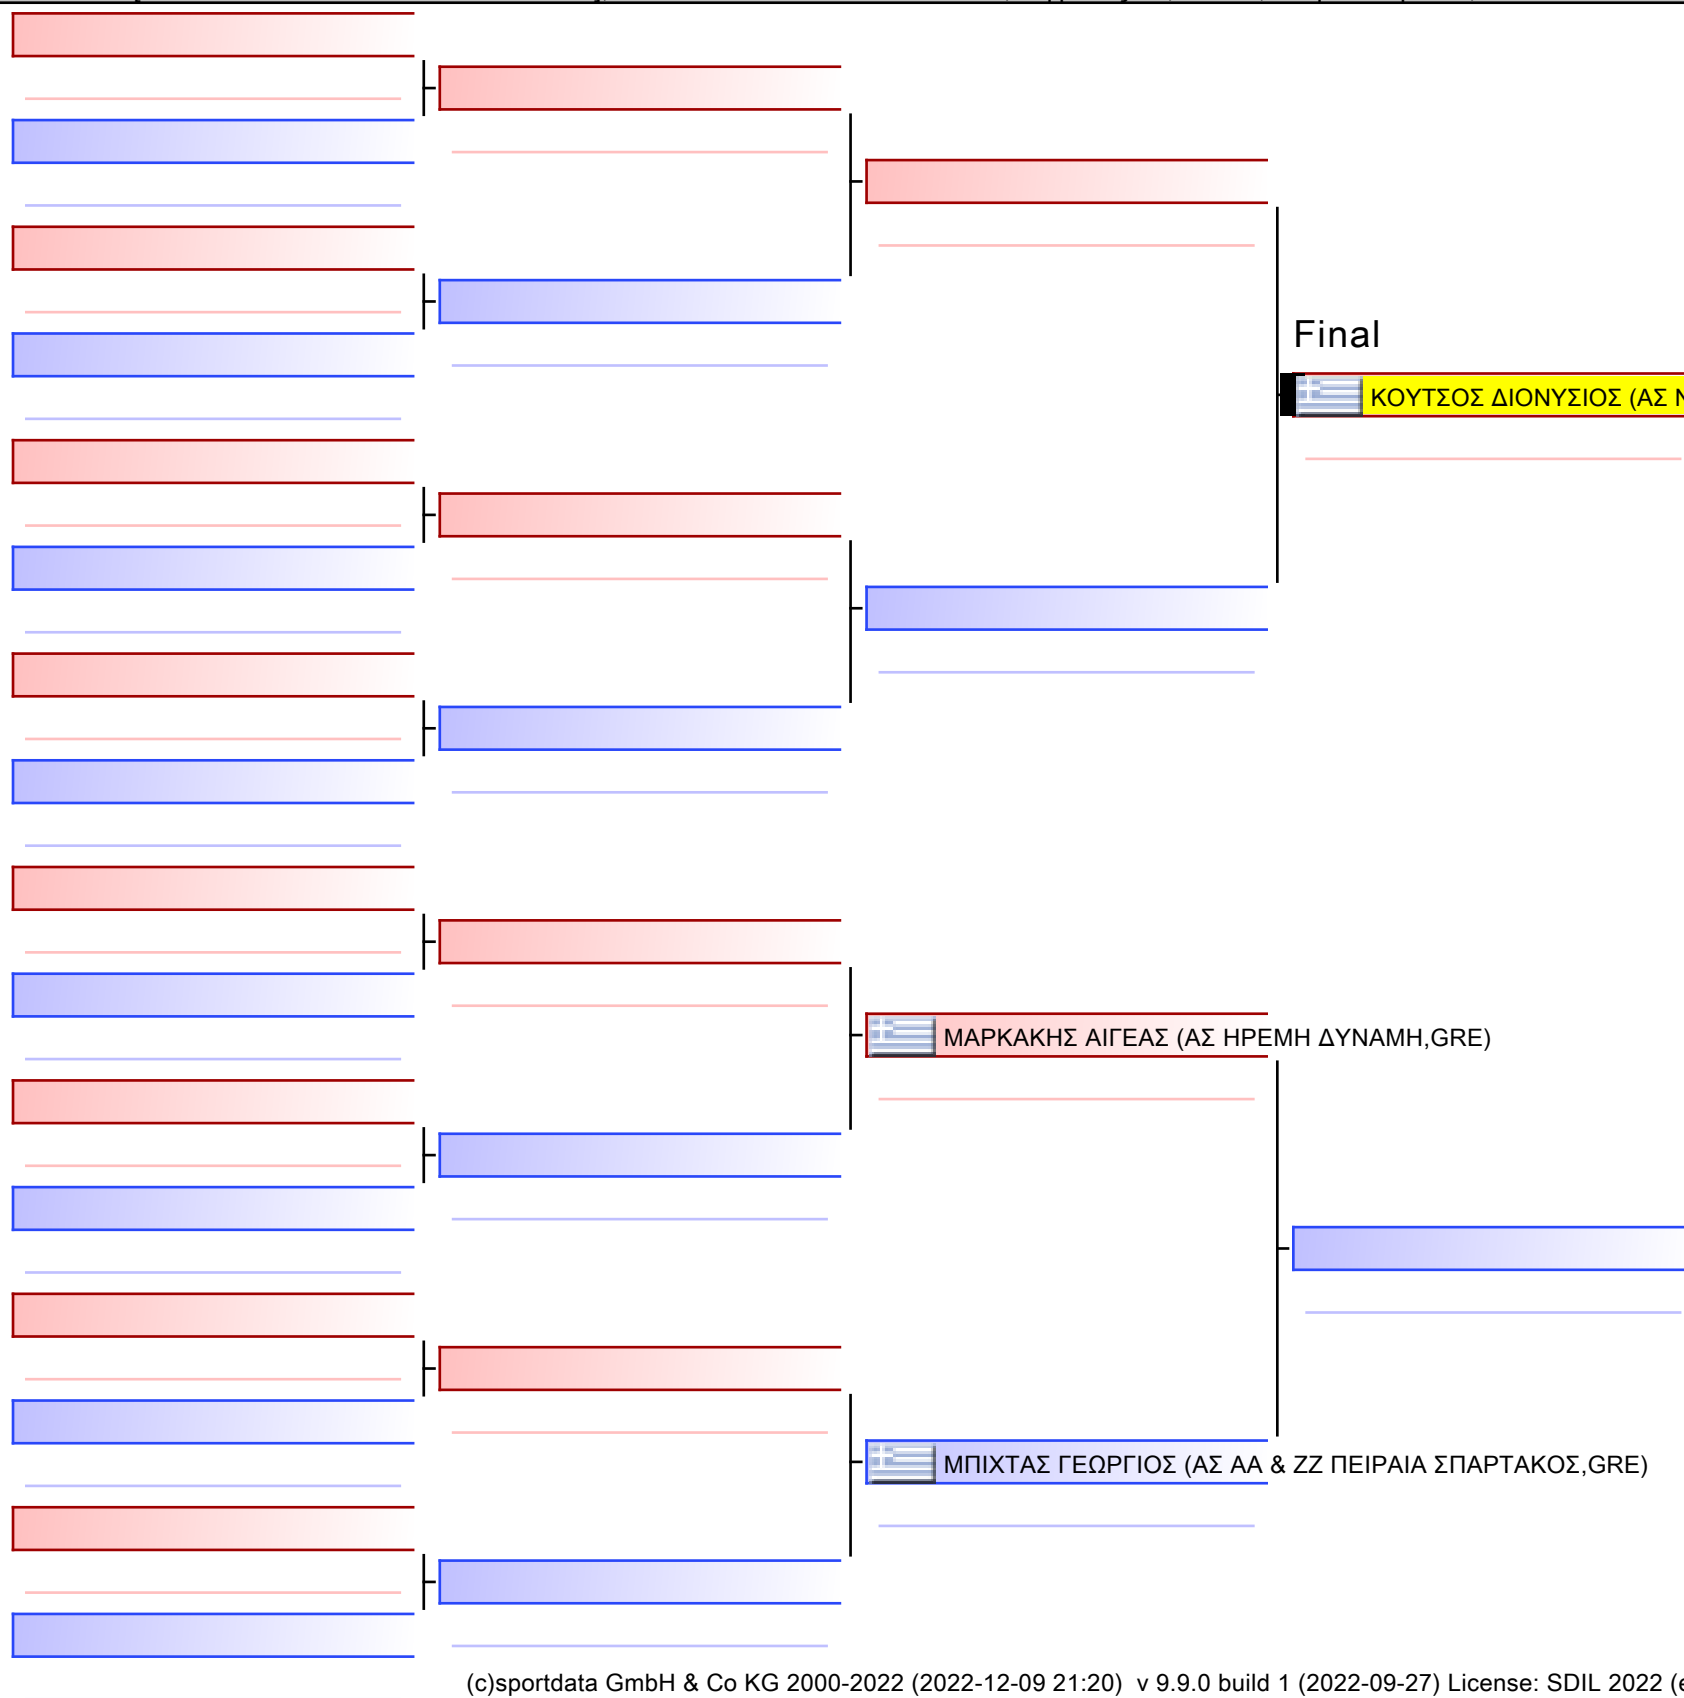 Final
ΚΟΥΤΣΟΣ ΔΙΟΝΥΣΙΟΣ (ΑΣ
ΜΑΡΚΑΚΗΣ ΑΙΓΕΑΣ (ΑΣ ΗΡΕΜΗ ΔΥΝΑΜΗ,GRE)
ΜΠΙΧΤΑΣ ΓΕΩΡΓΙΟΣ (ΑΣ ΑΑ & ΖΖ ΠΕΙΡΑΙΑ ΣΠΑΡΤΑΚΟΣ,GRE)
(c)sportdata GmbH & Co KG 2000-2022 (2022-12-09 21:20) v 9.9.0 build 1 (2022-09-27) License: SDIL 2022 (